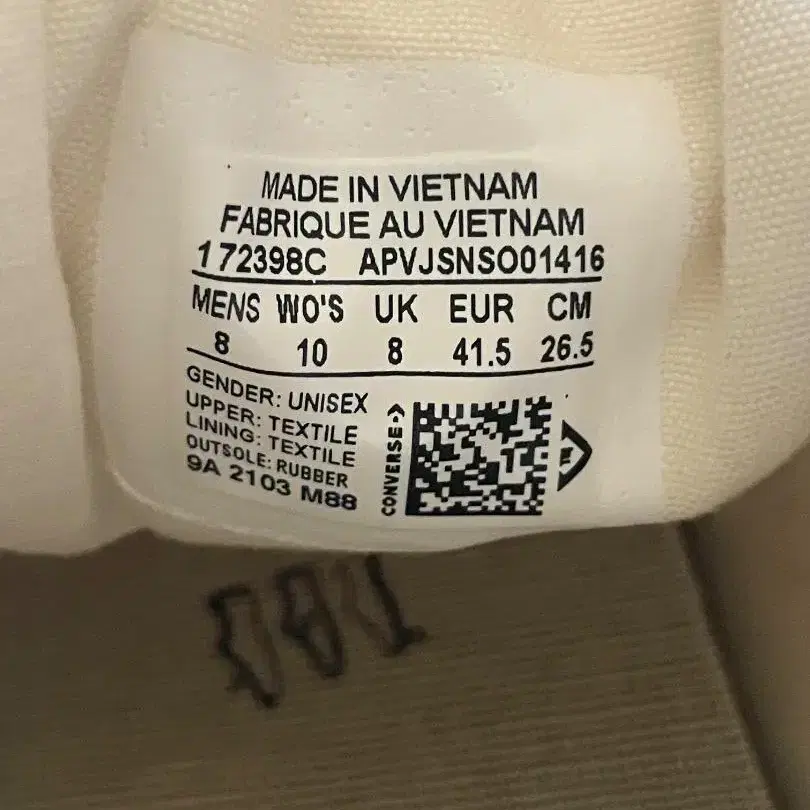 MADE IN VIETNAM
FABRIQUE AU VIETNAM
172398C APVJSNSO01416
MENS WO'S UK EUR CM
8 10 8 41.5 26.5
GENDER: UNISEX
UPPER: TEXTILE
LINING: TEXTILE
OUTSOLE: RUBBER
9A 2103 M88
CONVERSE->